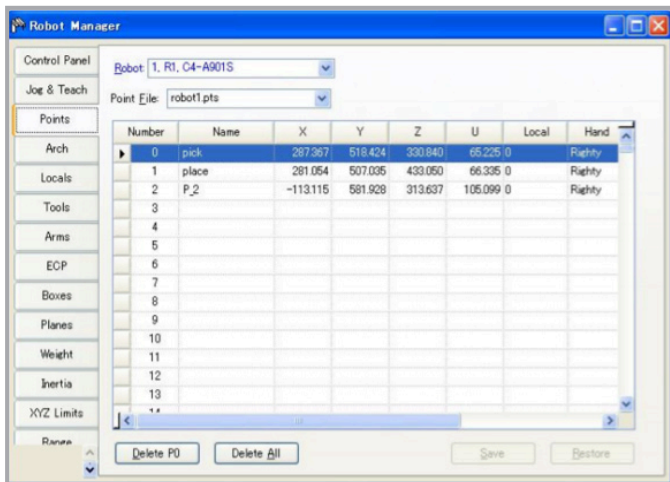 Robot Manager
Control Panel
Jog & Teach
Points
Arch
Locals
Tools
Arms
ECP
Boxes
Planes
Weight
Inertia
XYZ Limits
Range
Robot: 1, R1, C4-A901S
Point File: robot1.pts
Number Name X Y Z U Local Hand
0 pick 287.367 518.424 330.840 65.225 0 Righty
1 place 281.054 507.035 433.050 66.335 0 Righty
2 P_2 -113.115 581.928 313.637 105.099 0 Righty
3
4
5
6
7
8
9
10
11
12
13
14
Delete P0 Delete All Save Restore